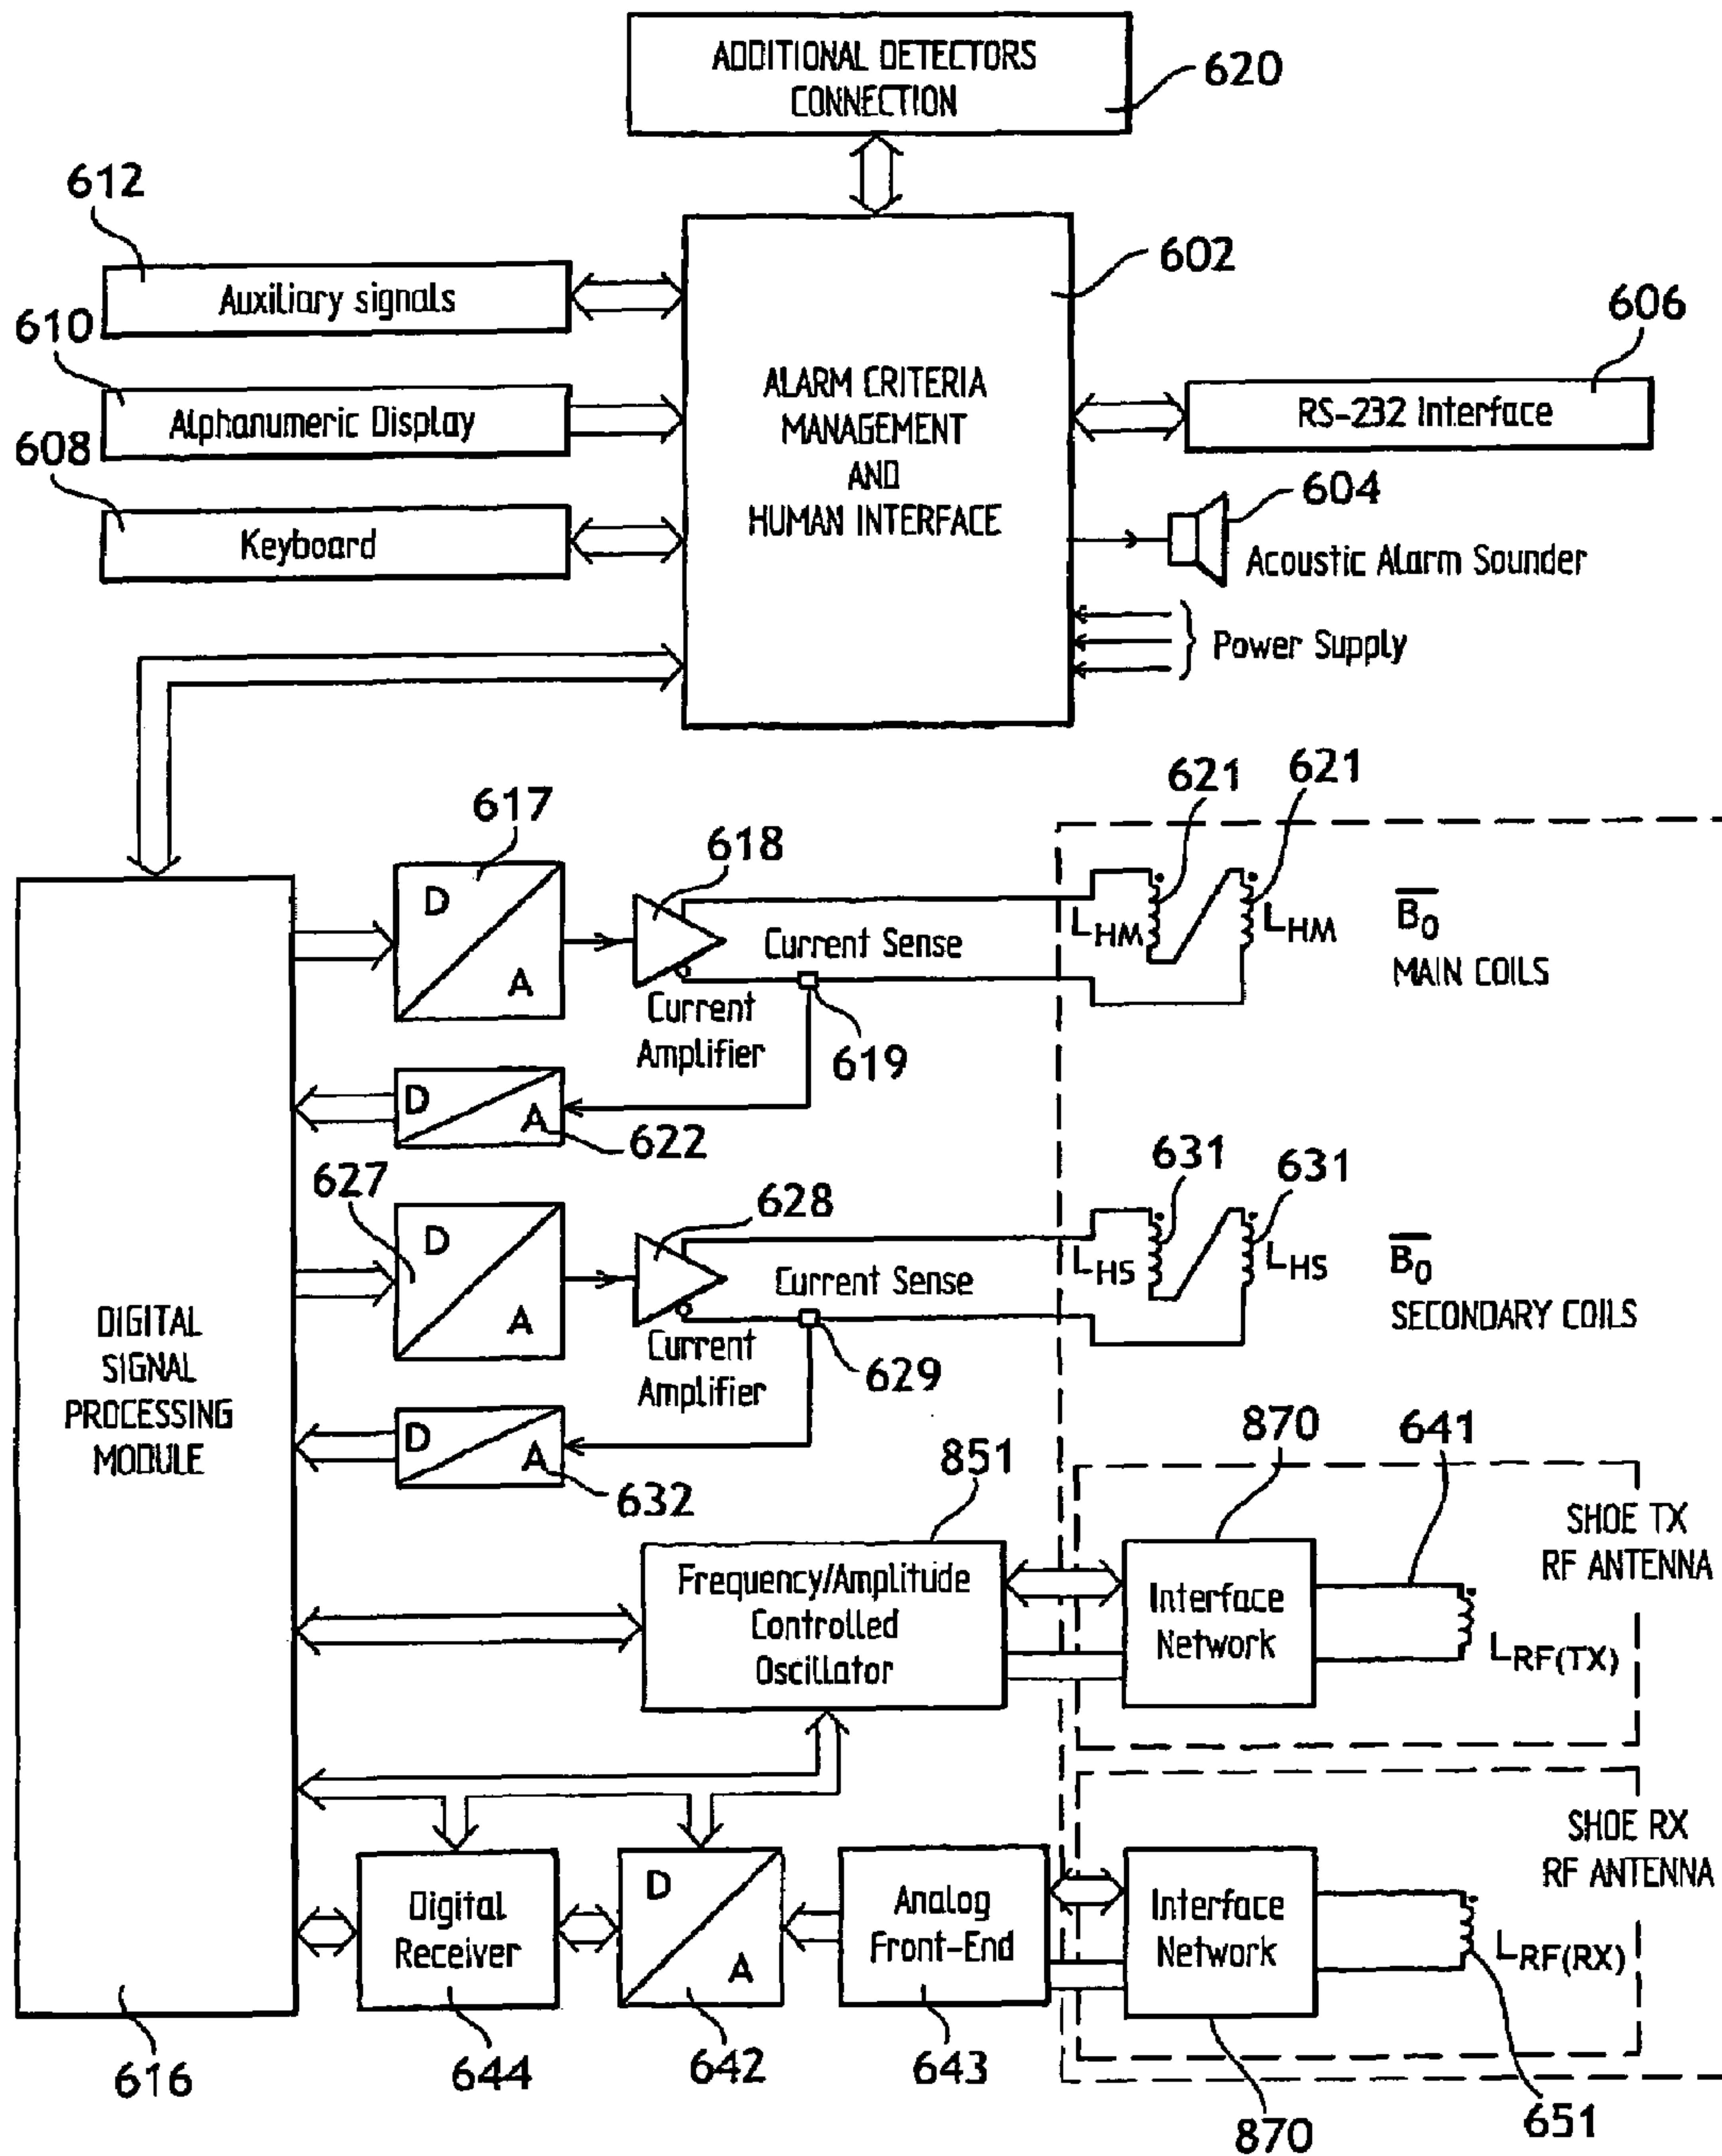 ADDITIONAL DETECTORS
CONNECTION
620
612
602
Auxiliary signals
610
606
ALARM CRITERIA
MANAGEMENT
AND
HUMAN INTERFACE
Alphanumeric Display
RS-232 Interface
608
604
Keyboard
Acoustic Alarm Sounder
Power Supply
621
621
617
618
D
A
Current Sense
LHM
LHM
B0
MAIN COILS
Current
Amplifier
619
D
A
622
631
631
627
628
D
A
Current Sense
LHS
LHS
B0
SECONDARY COILS
DIGITAL
SIGNAL
PROCESSING
MODULE
Current
Amplifier
629
D
A
632
851
870
641
SHOE TX
RF ANTENNA
Frequency/Amplitude
Controlled
Oscillator
Interface
Network
LRF(TX)
SHOE RX
RF ANTENNA
Digital
Receiver
D
A
Analog
Front-End
Interface
Network
LRF(RX)
616
644
642
643
870
651